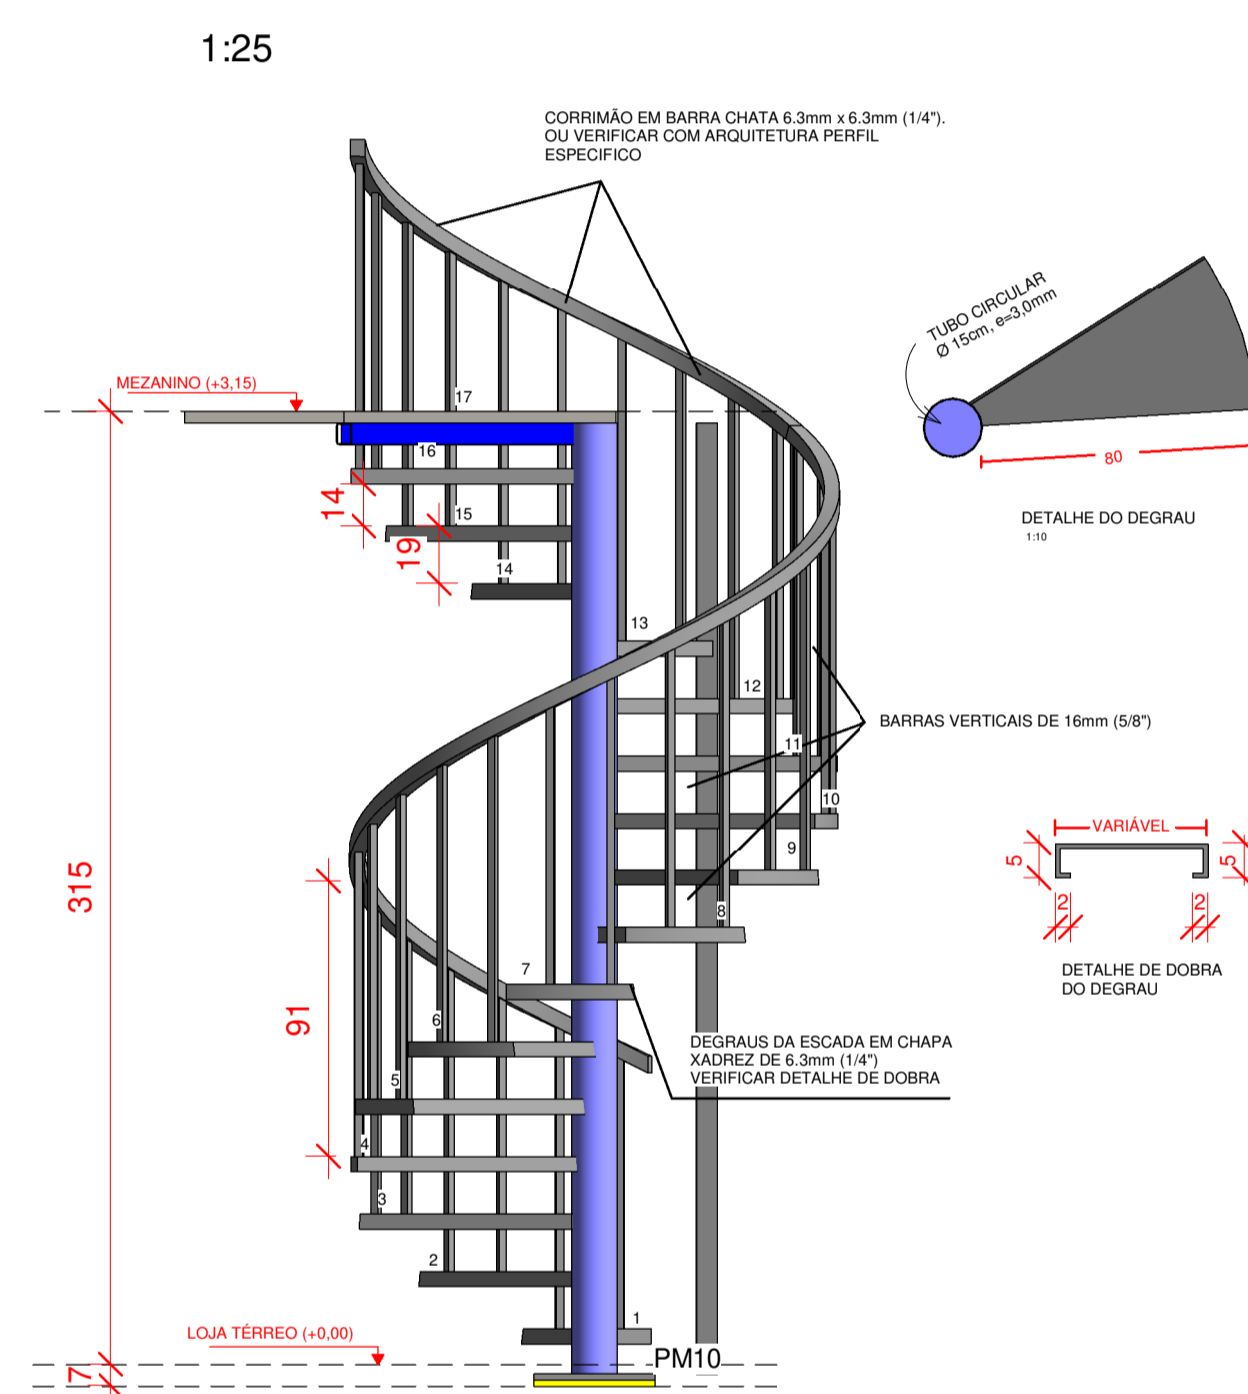 1:25
CORRIMÃO EM BARRA CHATA 6.3mm x 6.3mm (1/4").
OU VERIFICAR COM ARQUITETURA PERFIL
ESPECIFICO
TUBO CIRCULAR
Ø 15cm, e=3,0mm
MEZANINO (+3,15)
17
16
80
14
15
DETALHE DO DEGRAU
1:10
19
14
13
12
BARRAS VERTICAIS DE 16mm (5/8")
11
10
VARIÁVEL
9
5
5
315
2
2
8
7
DETALHE DE DOBRA
DO DEGRAU
91
6
DEGRAUS DA ESCADA EM CHAPA
XADREZ DE 6.3mm (1/4")
VERIFICAR DETALHE DE DOBRA
5
4
3
2
1
LOJA TÉRREO (+0,00)
PM10
7